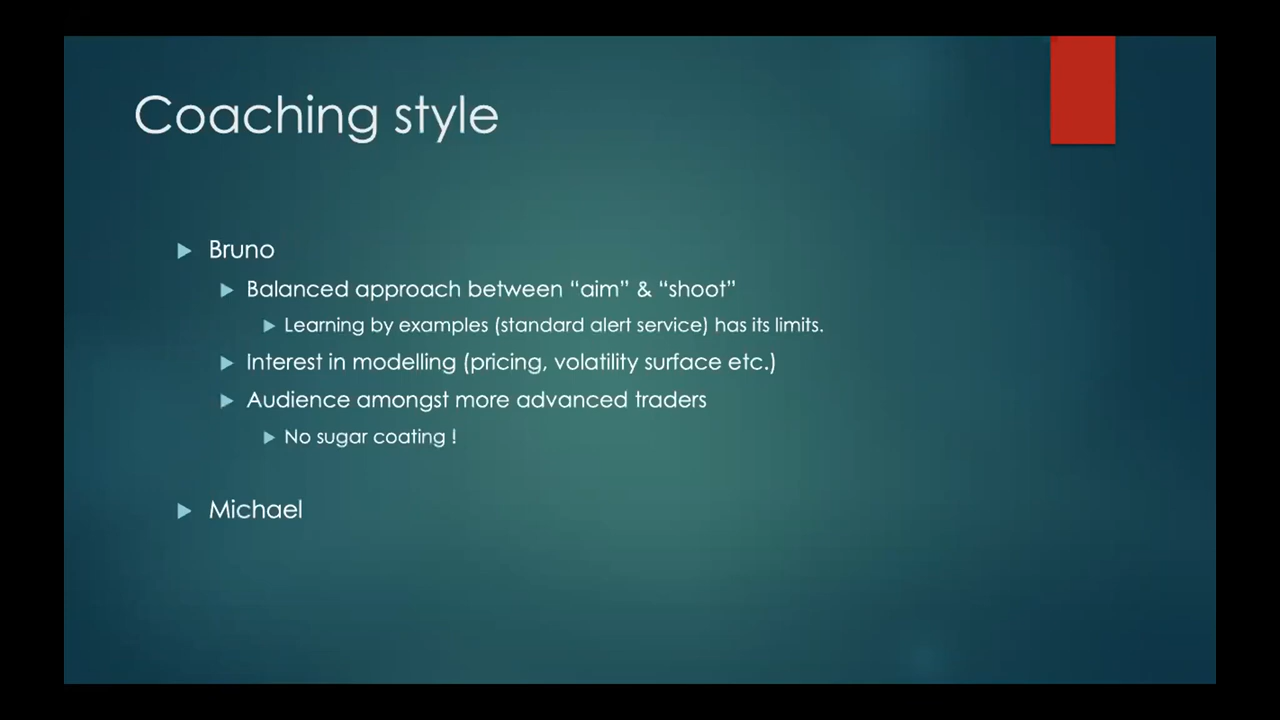 Coaching style
Bruno
Balanced approach between “aim” & “shoot”
Learning by examples (standard alert service) has its limits.
Interest in modelling (pricing, volatility surface etc.)
Audience amongst more advanced traders
No sugar coating !
Michael